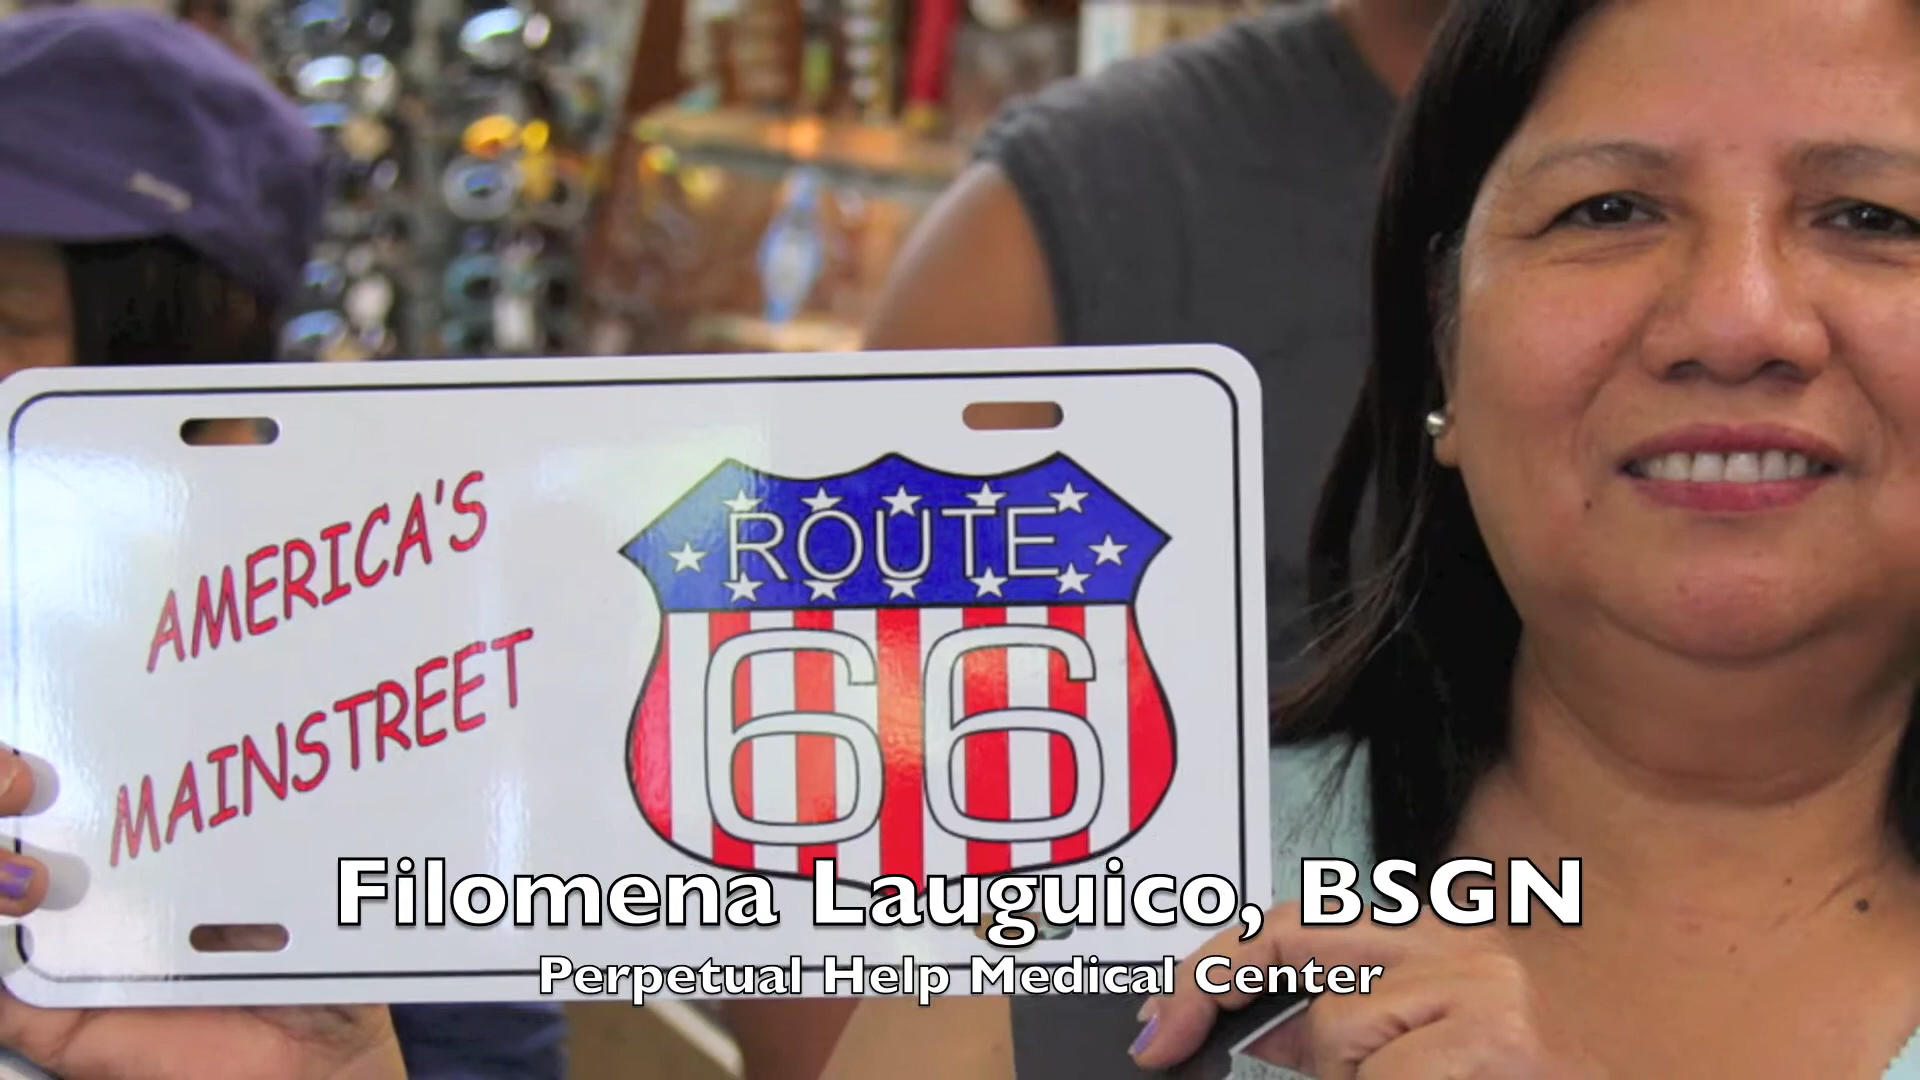 AMERICA'S
MAINSTREET
ROUTE
66
Filomena Lauguico, BSGN
Perpetual Help Medical Center